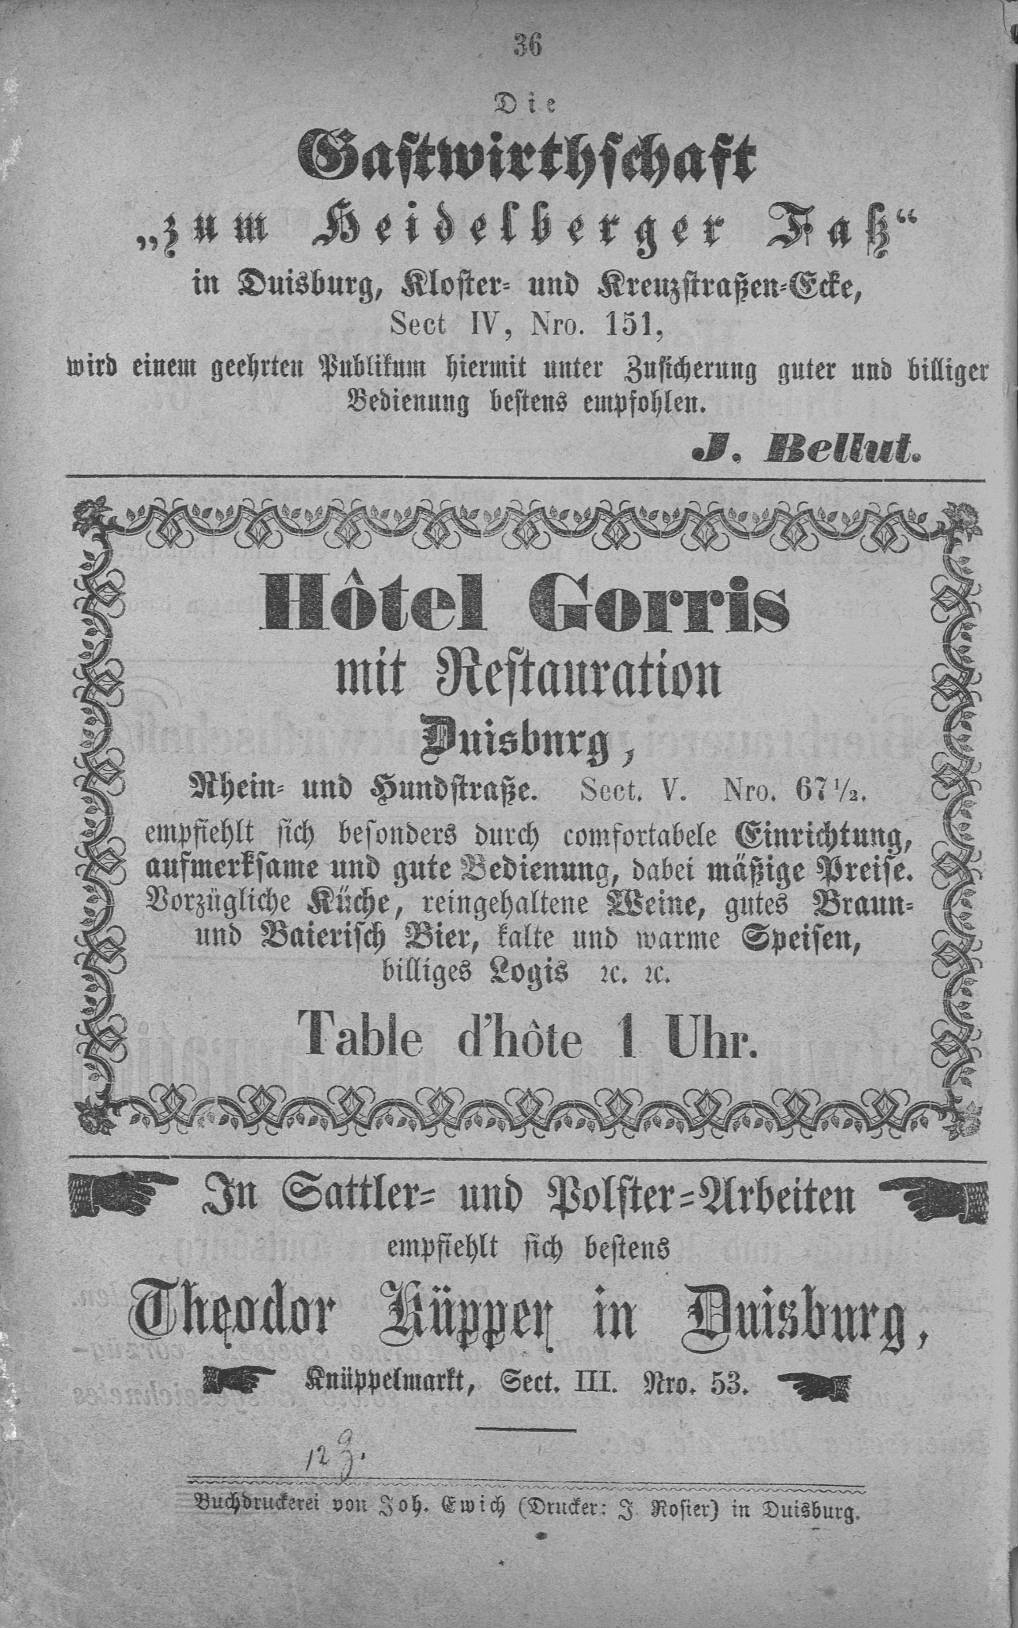 36
Die
Gastwirthschaft
„zum Heidelberger Faß“
in Duisburg, Kloster- und Kreuzstraßen-Ecke,
Sect IV, Nro. 151,
wird einem geehrten Publikum hiermit unter Zusicherung guter und billiger
Bedienung bestens empfohlen.
J. Bellut.
Hôtel Gorris
mit Restauration
Duisburg,
Rhein- und Hundstraße. Sect. V. Nro. 67½.
empfiehlt sich besonders durch comfortabele Einrichtung,
aufmerksame und gute Bedienung, dabei mäßige Preise.
Vorzügliche Küche, reingehaltene Weine, gutes Braun-
und Baierisch Bier, kalte und warme Speisen,
billiges Logis ꝛc. ꝛc.
Table d'hôte 1 Uhr.
In Sattler- und Polster-Arbeiten
empfiehlt sich bestens
Theodor Küpper in Duisburg,
Knüppelmarkt, Sect. III. Nro. 53.
12
Buchdruckerei von Joh. Ewich (Drucker: J. Rosier) in Duisburg.